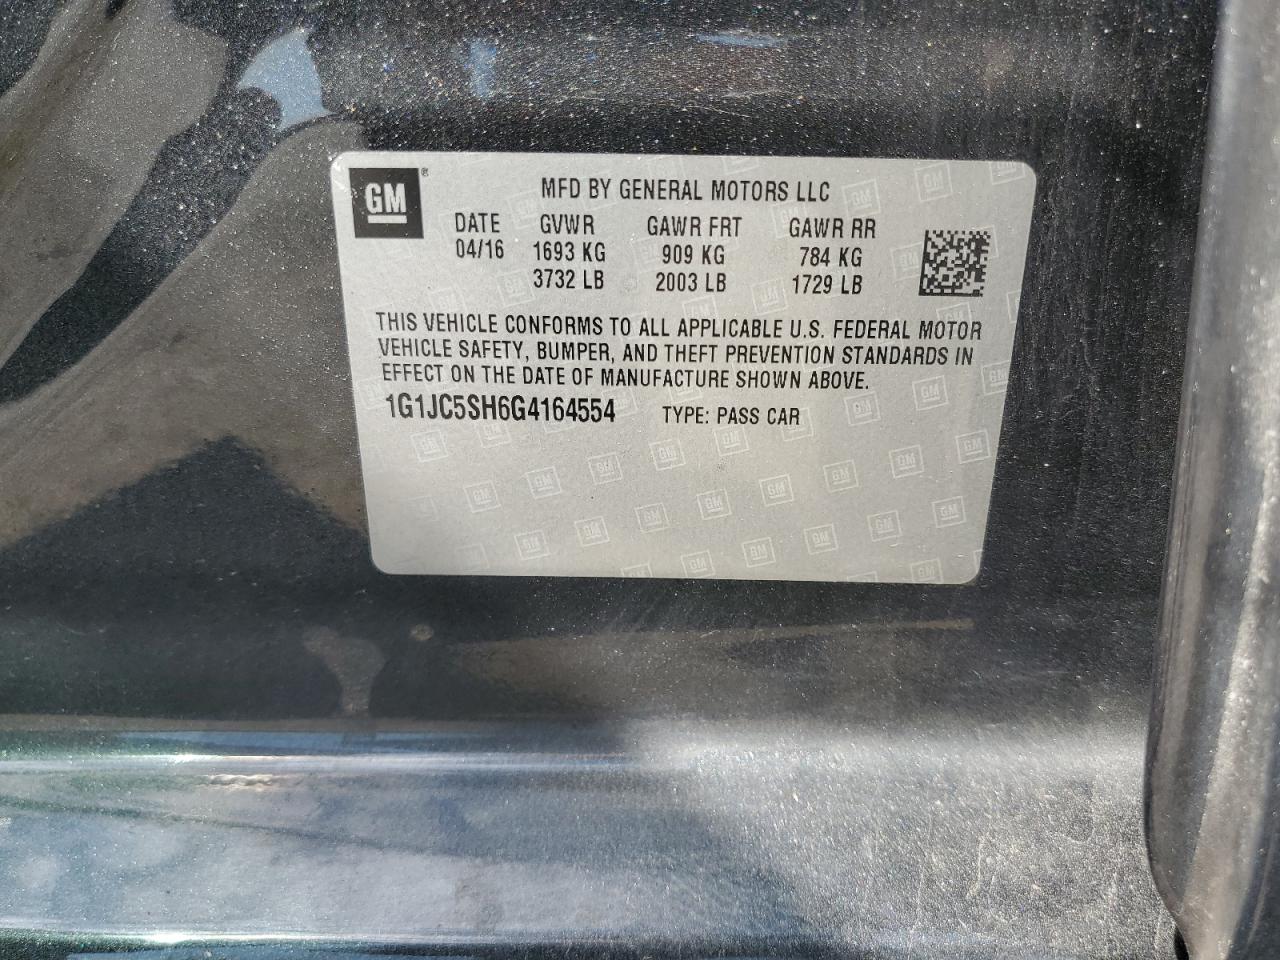 GM ®
MFD BY GENERAL MOTORS LLC
DATE GVWR GAWR FRT GAWR RR
04/16 1693 KG 909 KG 784 KG
3732 LB 2003 LB 1729 LB
THIS VEHICLE CONFORMS TO ALL APPLICABLE U.S. FEDERAL MOTOR
VEHICLE SAFETY, BUMPER, AND THEFT PREVENTION STANDARDS IN
EFFECT ON THE DATE OF MANUFACTURE SHOWN ABOVE.
1G1JC5SH6G4164554 TYPE: PASS CAR